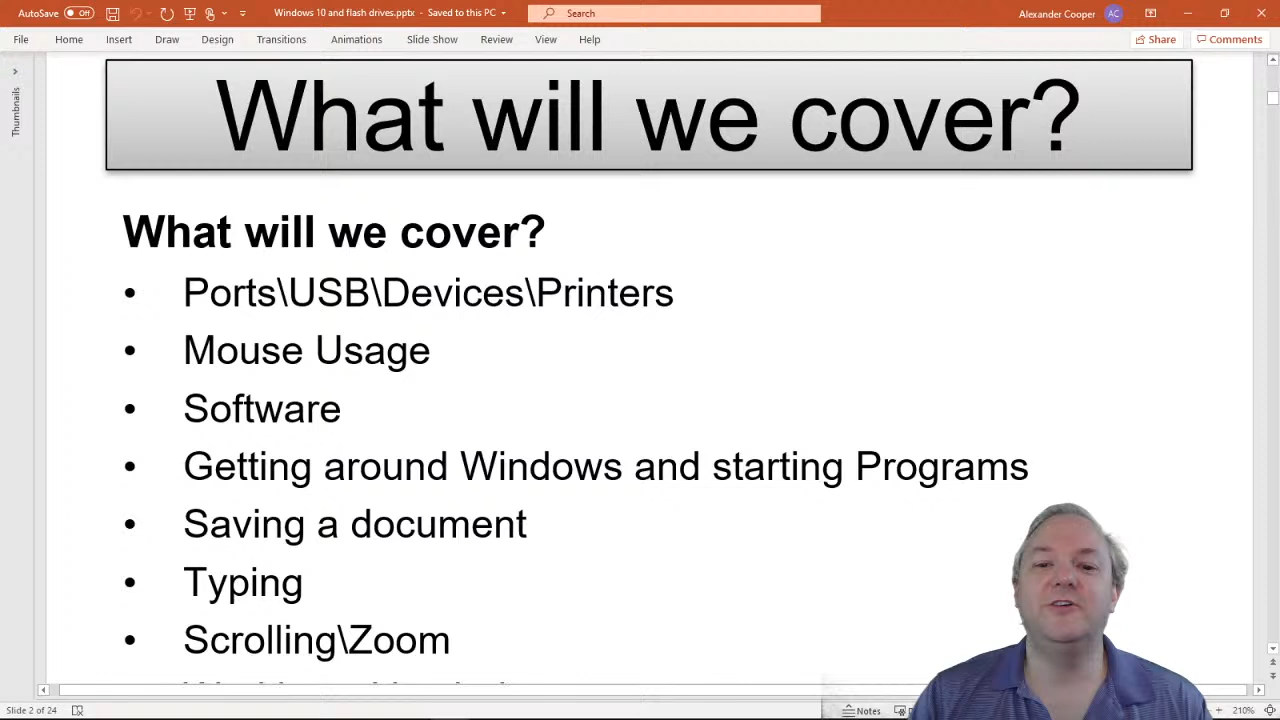 AutoSave Off Windows 10 and flash drives.pptx - Saved to this PC Search Alexander Cooper AC
File Home Insert Draw Design Transitions Animations Slide Show Review View Help Share Comments
Thumbnails
What will we cover?
What will we cover?
• Ports\USB\Devices\Printers
• Mouse Usage
• Software
• Getting around Windows and starting Programs
• Saving a document
• Typing
• Scrolling\Zoom
Slide 2 of 24 Notes 210%